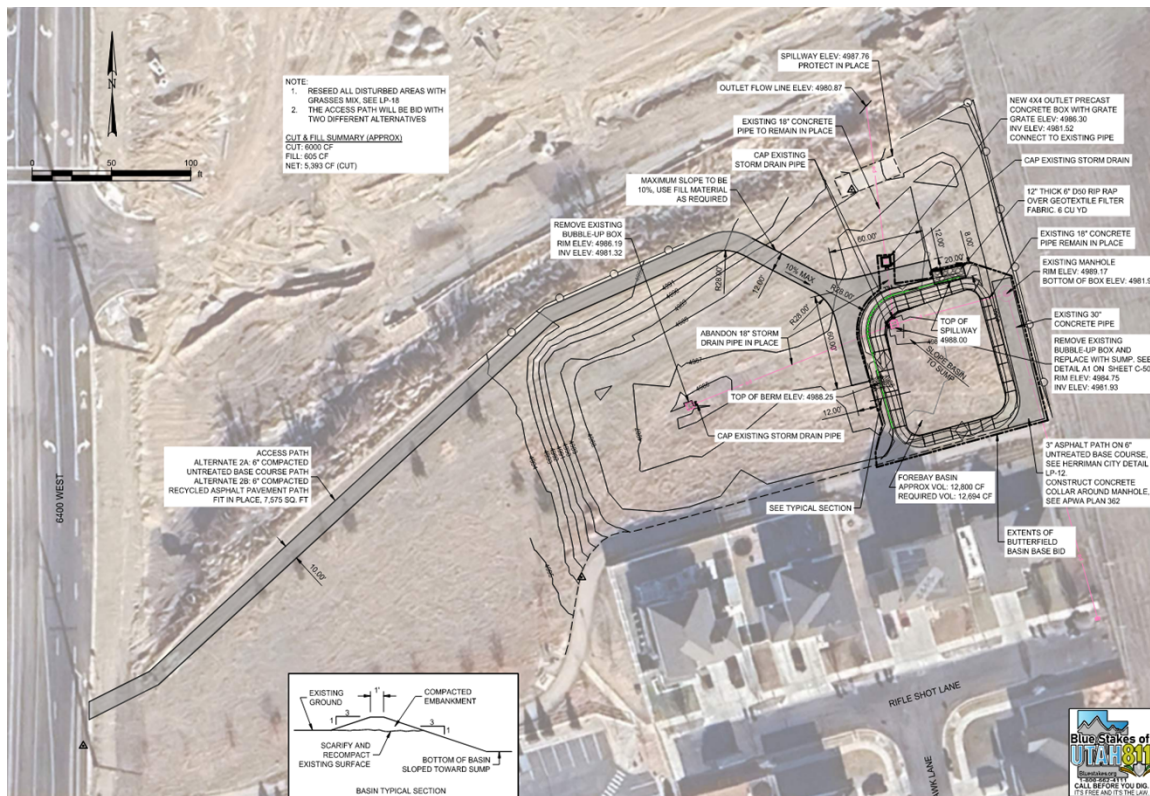 SPILLWAY ELEV: 4987.76
PROTECT IN PLACE
OUTLET FLOW LINE ELEV: 4980.87
N
NOTE:
1. RESEED ALL DISTURBED AREAS WITH
GRASSES MIX, SEE LP-18
2. THE ACCESS PATH WILL BE BID WITH
TWO DIFFERENT ALTERNATIVES
CUT & FILL SUMMARY (APPROX)
CUT: 6000 CF
FILL: 605 CF
NET: 5,393 CF (CUT)
0 50 100
ft
EXISTING 18" CONCRETE
PIPE TO REMAIN IN PLACE
CAP EXISTING
STORM DRAIN PIPE
MAXIMUM SLOPE TO BE
10%, USE FILL MATERIAL
AS REQUIRED
REMOVE EXISTING
BUBBLE-UP BOX
RIM ELEV: 4986.19
INV ELEV: 4981.32
NEW 4X4 OUTLET PRECAST
CONCRETE BOX WITH GRATE
GRATE ELEV: 4986.30
INV ELEV: 4981.52
CONNECT TO EXISTING PIPE
CAP EXISTING STORM DRAIN
12" THICK 6" D50 RIP RAP
OVER GEOTEXTILE FILTER
FABRIC. 6 CU YD
EXISTING 18" CONCRETE
PIPE REMAIN IN PLACE
EXISTING MANHOLE
RIM ELEV: 4989.17
BOTTOM OF BOX ELEV: 4981.9
EXISTING 30"
CONCRETE PIPE
REMOVE EXISTING
BUBBLE-UP BOX AND
REPLACE WITH SUMP. SEE
DETAIL A1 ON SHEET C-50
RIM ELEV: 4984.75
INV ELEV: 4981.93
3" ASPHALT PATH ON 6"
UNTREATED BASE COURSE,
SEE HERRIMAN CITY DETAIL
LP-12.
CONSTRUCT CONCRETE
COLLAR AROUND MANHOLE,
SEE APWA PLAN 362
60.00'
12.00'
8.00'
20.00'
10% MAX
R28.00'
12.00'
R28.00'
R28.00'
60.00'
4987
ABANDON 18" STORM
DRAIN PIPE IN PLACE
TOP OF
SPILLWAY
4988.00
SLOPE BASIN
TO SUMP
TOP OF BERM ELEV: 4988.25
12.00'
CAP EXISTING STORM DRAIN PIPE
FOREBAY BASIN
APPROX VOL: 12,800 CF
REQUIRED VOL: 12,694 CF
SEE TYPICAL SECTION
EXTENTS OF
BUTTERFIELD
BASIN BASE BID
ACCESS PATH
ALTERNATE 2A: 6" COMPACTED
UNTREATED BASE COURSE PATH
ALTERNATE 2B: 6" COMPACTED
RECYCLED ASPHALT PAVEMENT PATH
FIT IN PLACE, 7,575 SQ. FT
10.00'
6400 WEST
RIFLE SHOT LANE
WK LANE
EXISTING
GROUND
1'
COMPACTED
EMBANKMENT
3
1
3
1
SCARIFY AND
RECOMPACT
EXISTING SURFACE
BOTTOM OF BASIN
SLOPED TOWARD SUMP
BASIN TYPICAL SECTION
Blue Stakes of
UTAH 811
Bluestakes.org
1-800-662-4111
CALL BEFORE YOU DIG.
IT'S FREE AND IT'S THE LAW.